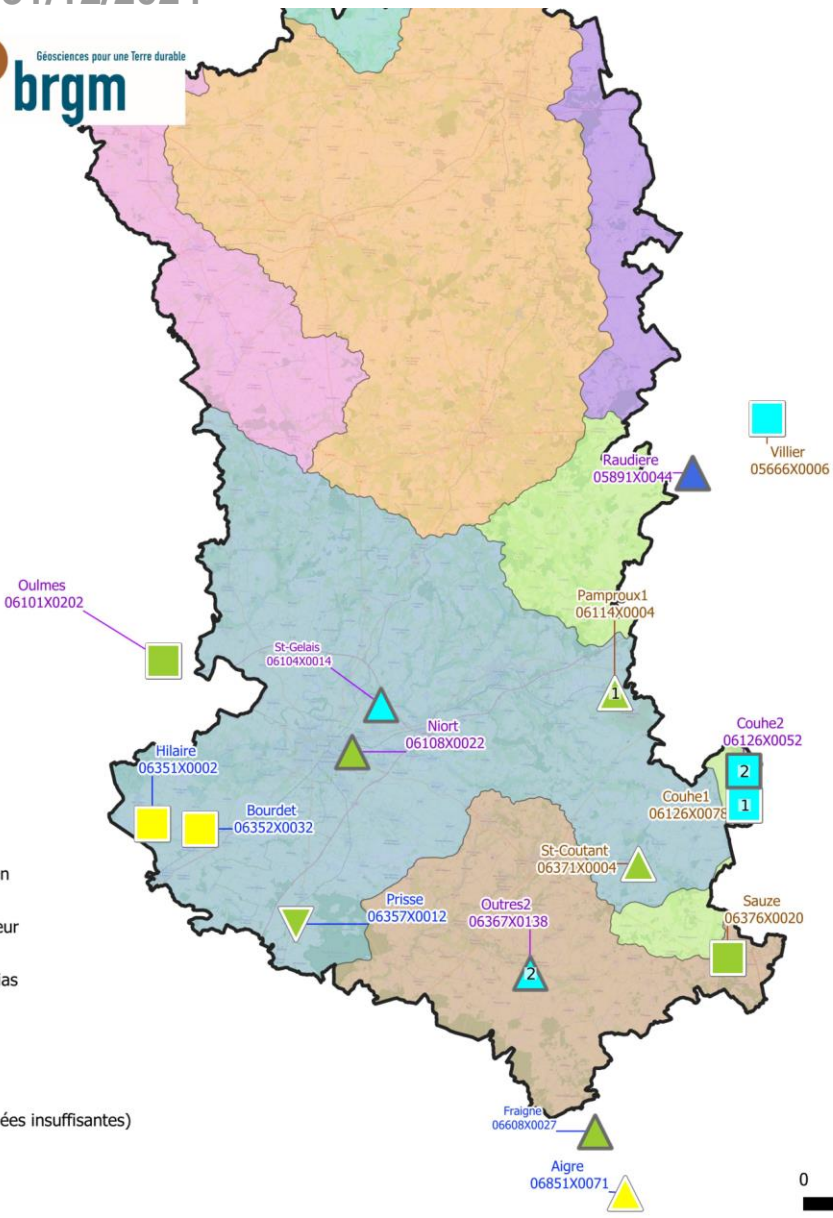 Géosciences pour une Terre durable
brgm
Villier
05666X0006
Raudiere
05891X0044
Oulmes
06101X0202
Pamproux1
06114X0004
1
St-Gelais
06104X0014
Niort
06108X0022
Couhe2
06126X0052
2
Hilaire
06351X0002
Couhe1
06126X0078
1
Bourdet
06352X0032
St-Coutant
06371X0004
Prisse
06357X0012
Outres2
06367X0138
2
Sauze
06376X0020
Fraigne
06608X0027
Aigre
06851X0071
0
n
eur
ias
ées insuffisantes)